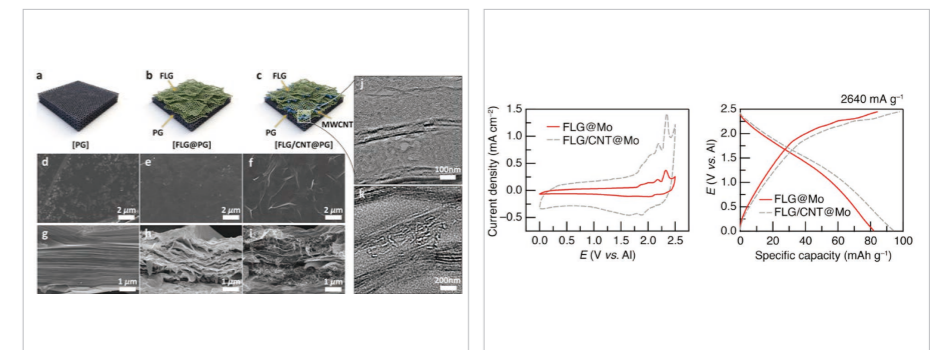 a
b
FLG
c
FLG
j
PG
PG
MWCNT
[PG]
[FLG@PG]
[FLG/CNT@PG]
100nm
d
e
f
2 µm
2 µm
2 µm
k
g
h
i
1 µm
1 µm
1 µm
200nm
Current density (mA cm⁻²)
1.5
1.0
0.5
0.0
−0.5
FLG@Mo
FLG/CNT@Mo
0.0 0.5 1.0 1.5 2.0 2.5
E (V vs. Al)
2640 mA g⁻¹
E (V vs. Al)
2.5
2.0
1.5
1.0
0.5
0.0
FLG@Mo
FLG/CNT@Mo
0 20 40 60 80 100
Specific capacity (mAh g⁻¹)